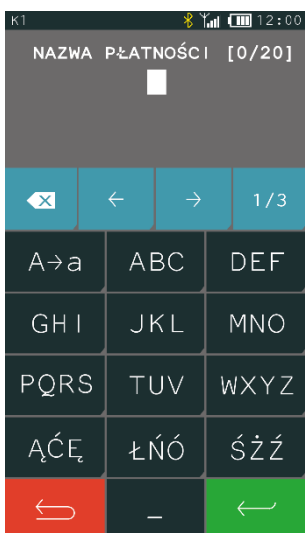 K1 12:00
NAZWA PŁATNOŚCI [0/20]
1/3
A→a ABC DEF
GHI JKL MNO
PQRS TUV WXYZ
ĄĆĘ ŁŃÓ ŚŻŹ
_